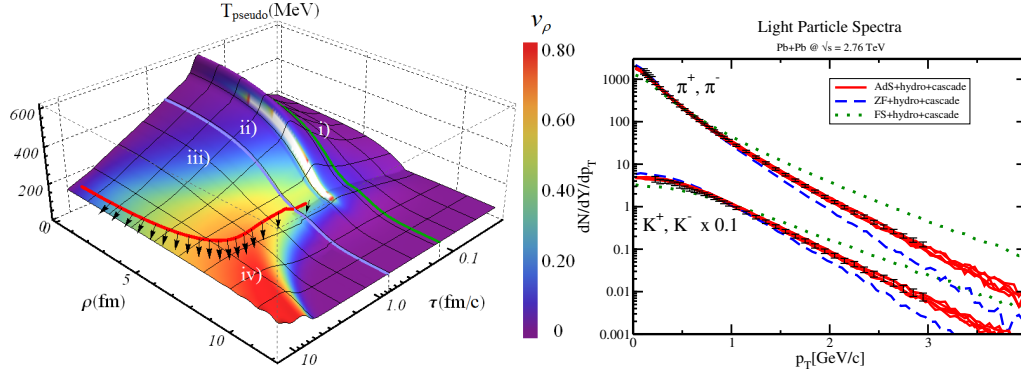 T_pseudo(MeV)
v_ρ
600
400
200
0
0
5
10
ρ(fm)
0.1
1.0
10
τ(fm/c)
i)
ii)
iii)
iv)
0.80
0.60
0.40
0.20
0
Light Particle Spectra
Pb+Pb @ √s = 2.76 TeV
π⁺, π⁻
AdS+hydro+cascade
ZF+hydro+cascade
FS+hydro+cascade
K⁺, K⁻ x 0.1
dN/dY/dp_T
1000
100
10
1
0.1
0.01
0.001
0
1
2
3
p_T[GeV/c]